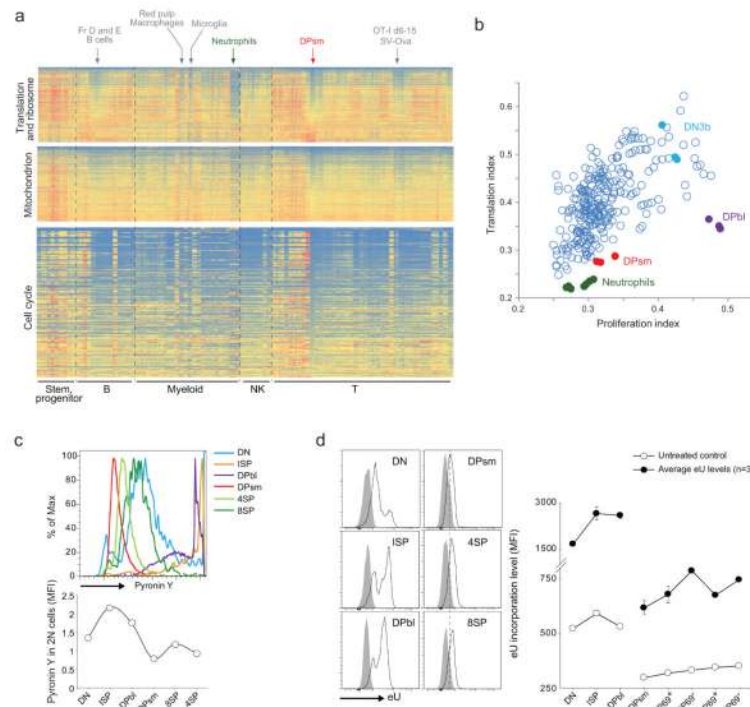 a
Red pulp
Macrophages
Microglia
Fr D and E
B cells
Neutrophils
DPsm
OT-I d6-15
SV-Ova
Translation
and ribosome
Mitochondrion
Cell cycle
Stem,
progenitor
B
Myeloid
NK
T
b
Translation index
0.6
0.5
0.4
0.3
0.2
DN3b
DPbl
DPsm
Neutrophils
0.2 0.3 0.4 0.5
Proliferation index
c
% of Max
100
80
60
40
20
0
DN
ISP
DPbl
DPsm
4SP
8SP
Pyronin Y
Pyronin Y in 2N cells (MFI)
2.5
2
1.5
1
0.5
0
DN ISP DPbl DPsm 8SP 4SP
d
DN
DPsm
ISP
4SP
DPbl
8SP
eU
Untreated control
Average eU levels (n=3
eU incorporation level (MFI)
3000
1500
750
500
250
DN ISP DPbl DPsm